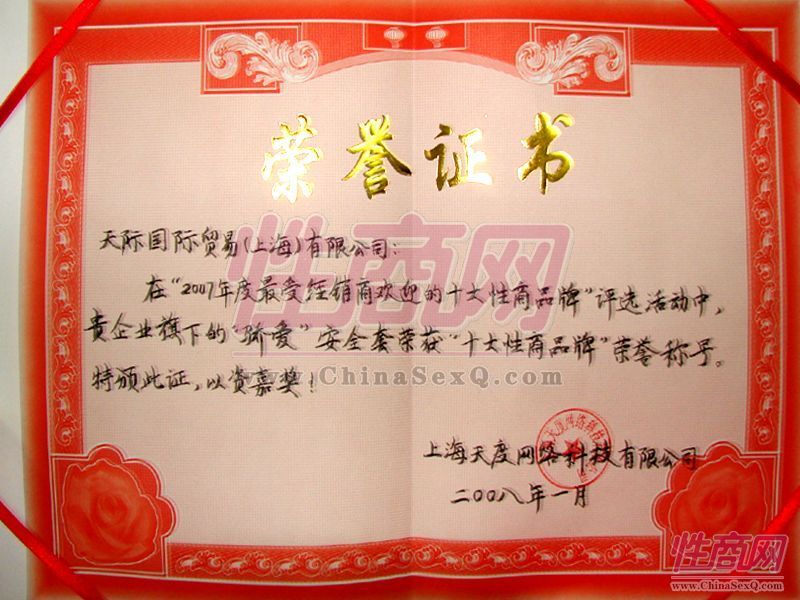 荣誉证书
天际国际贸易(上海)有限公司:
在“2007年度最受经销商欢迎的十大性商品牌”评选活动中,
贵企业旗下的“骄爱”安全套荣获“十大性商品牌”荣誉称号。
特颁此证,以资嘉奖!
性商网
www.ChinaSexQ.com
上海天度网络科技有限公司
二00八年一月
性商网
www.ChinaSexQ.com